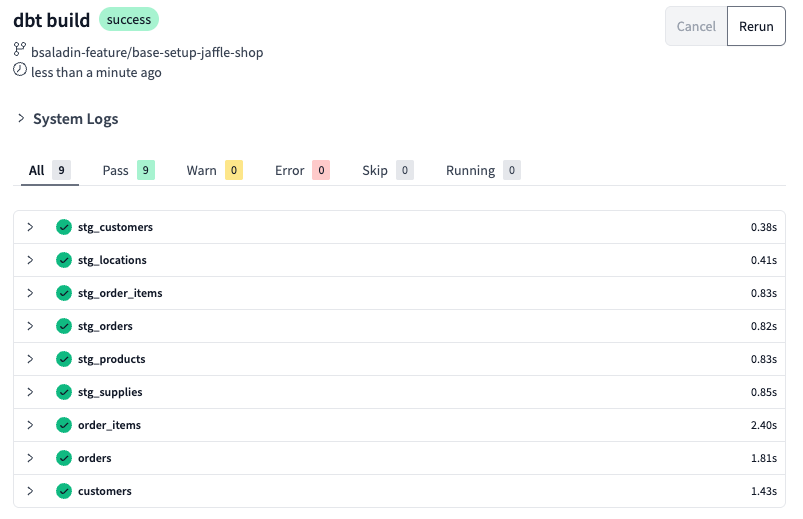 dbt build success
Cancel Rerun
bsaladin-feature/base-setup-jaffle-shop
less than a minute ago
System Logs
All 9 Pass 9 Warn 0 Error 0 Skip 0 Running 0
stg_customers 0.38s
stg_locations 0.41s
stg_order_items 0.83s
stg_orders 0.82s
stg_products 0.83s
stg_supplies 0.85s
order_items 2.40s
orders 1.81s
customers 1.43s